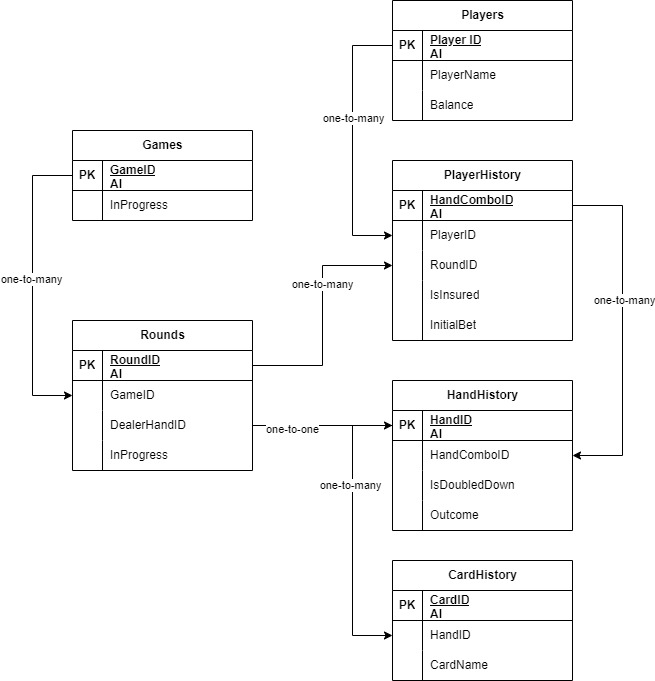 Players
PK
Player ID
AI
PlayerName
Balance
one-to-many
Games
PK
GameID
AI
InProgress
PlayerHistory
PK
HandComboID
AI
PlayerID
RoundID
IsInsured
InitialBet
one-to-many
one-to-many
one-to-many
Rounds
PK
RoundID
AI
GameID
DealerHandID
InProgress
HandHistory
PK
HandID
AI
HandComboID
IsDoubledDown
Outcome
one-to-one
one-to-many
CardHistory
PK
CardID
AI
HandID
CardName